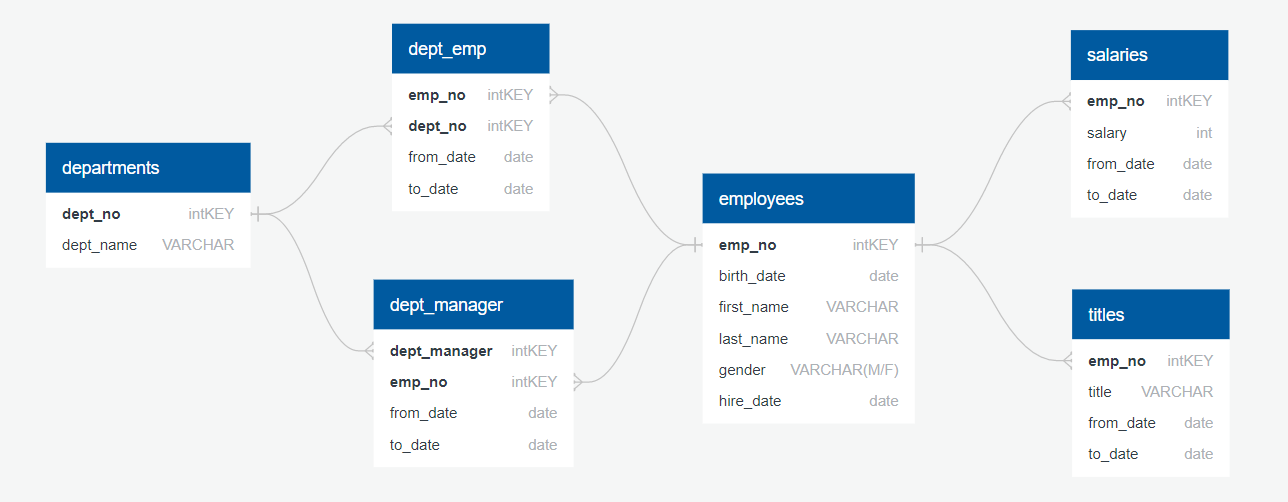 departments
dept_no intKEY
dept_name VARCHAR
dept_emp
emp_no intKEY
dept_no intKEY
from_date date
to_date date
dept_manager
dept_manager intKEY
emp_no intKEY
from_date date
to_date date
employees
emp_no intKEY
birth_date date
first_name VARCHAR
last_name VARCHAR
gender VARCHAR(M/F)
hire_date date
salaries
emp_no intKEY
salary int
from_date date
to_date date
titles
emp_no intKEY
title VARCHAR
from_date date
to_date date